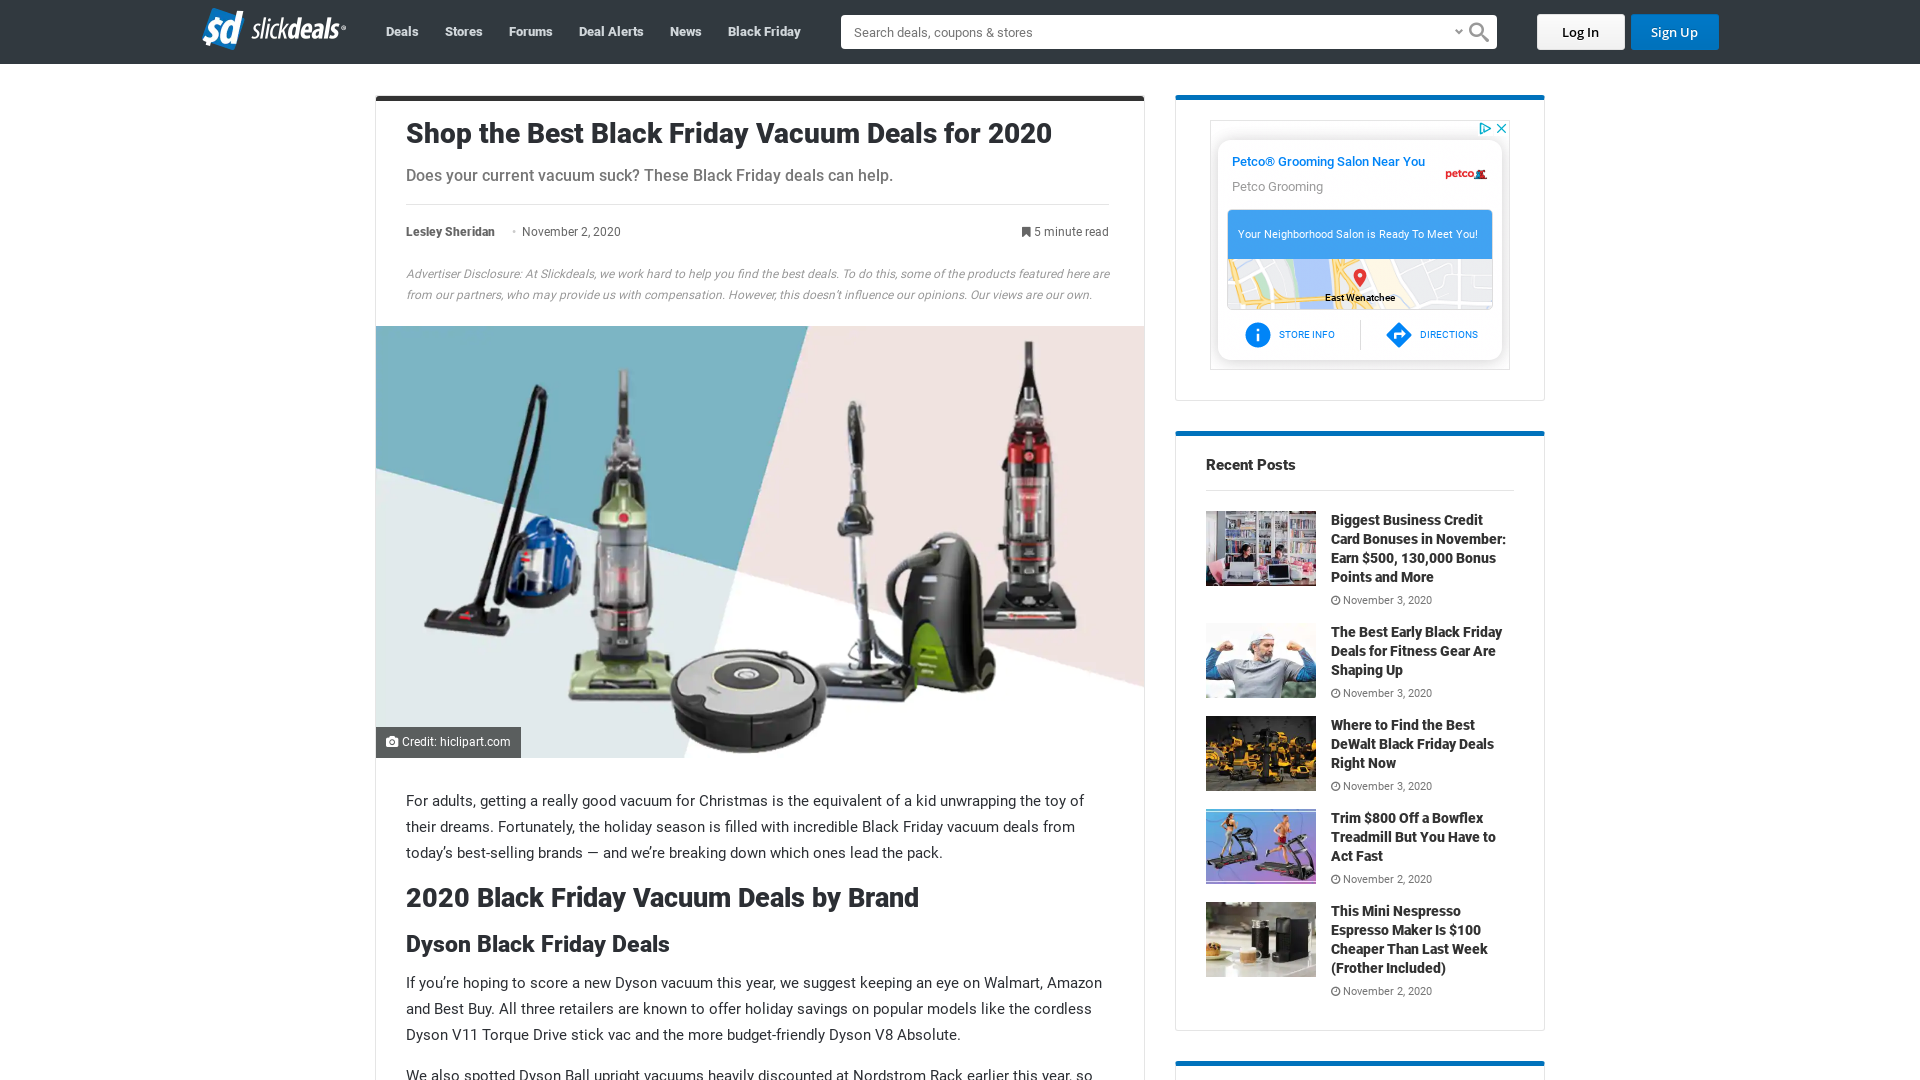 sd slickdeals
Deals Stores Forums Deal Alerts News Black Friday
Search deals, coupons & stores
Log In Sign Up
Shop the Best Black Friday Vacuum Deals for 2020
Does your current vacuum suck? These Black Friday deals can help.
Lesley Sheridan • November 2, 2020 5 minute read
Advertiser Disclosure: At Slickdeals, we work hard to help you find the best deals. To do this, some of the products featured here are
from our partners, who may provide us with compensation. However, this doesn’t influence our opinions. Our views are our own.
Credit: hiclipart.com
For adults, getting a really good vacuum for Christmas is the equivalent of a kid unwrapping the toy of
their dreams. Fortunately, the holiday season is filled with incredible Black Friday vacuum deals from
today’s best-selling brands — and we’re breaking down which ones lead the pack.
2020 Black Friday Vacuum Deals by Brand
Dyson Black Friday Deals
If you’re hoping to score a new Dyson vacuum this year, we suggest keeping an eye on Walmart, Amazon
and Best Buy. All three retailers are known to offer holiday savings on popular models like the cordless
Dyson V11 Torque Drive stick vac and the more budget-friendly Dyson V8 Absolute.
We also spotted Dyson Ball upright vacuums heavily discounted at Nordstrom Rack earlier this year, so
Petco® Grooming Salon Near You
Petco Grooming
petco
Your Neighborhood Salon is Ready To Meet You!
East Wenatchee
STORE INFO DIRECTIONS
Recent Posts
Biggest Business Credit
Card Bonuses in November:
Earn $500, 130,000 Bonus
Points and More
November 3, 2020
The Best Early Black Friday
Deals for Fitness Gear Are
Shaping Up
November 3, 2020
Where to Find the Best
DeWalt Black Friday Deals
Right Now
November 3, 2020
Trim $800 Off a Bowflex
Treadmill But You Have to
Act Fast
November 2, 2020
This Mini Nespresso
Espresso Maker Is $100
Cheaper Than Last Week
(Frother Included)
November 2, 2020